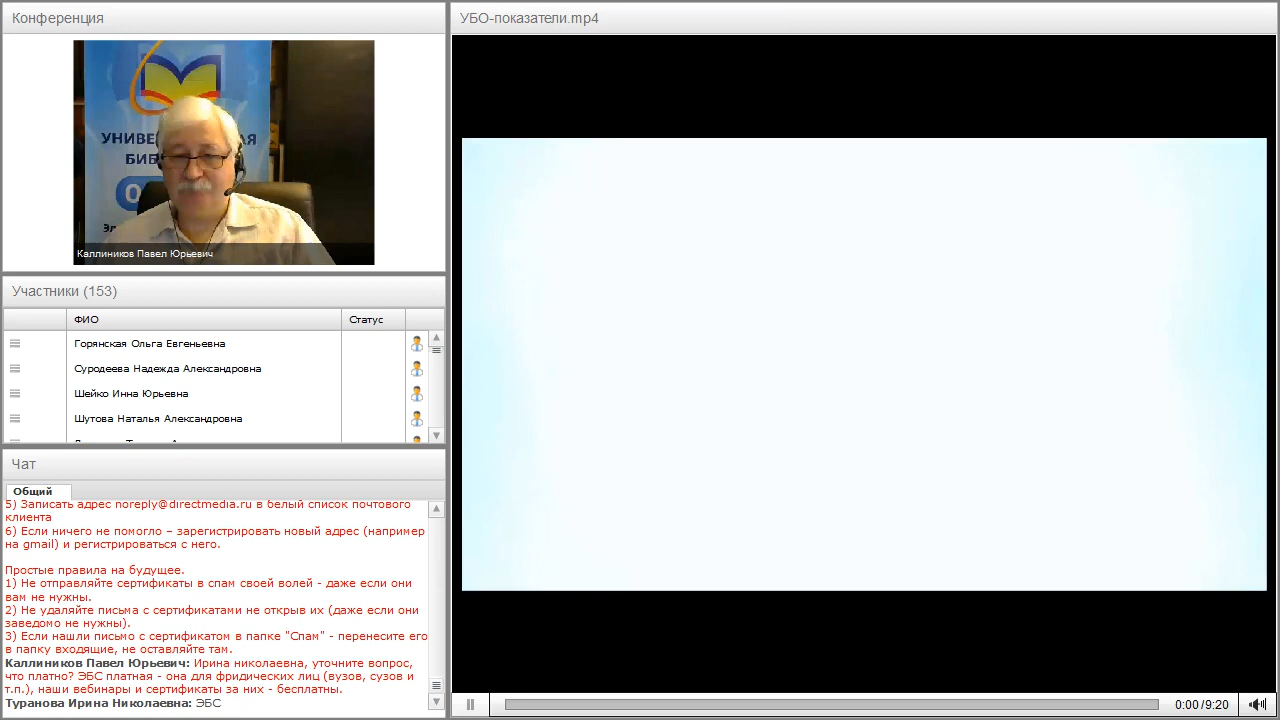 Конференция
УНИВЕ
АЯ
БИБ
Эл
Каллиников Павел Юрьевич
Участники (153)
ФИО
Статус
Горянская Ольга Евгеньевна
Суродеева Надежда Александровна
Шейко Инна Юрьевна
Шутова Наталья Александровна
Чат
Общий
5) Записать адрес noreply@directmedia.ru в белый список почтового
клиента
6) Если ничего не помогло – зарегистрировать новый адрес (например
на gmail) и регистрироваться с него.
Простые правила на будущее.
1) Не отправляйте сертификаты в спам своей волей - даже если они
вам не нужны.
2) Не удаляйте письма с сертификатами не открыв их (даже если они
заведомо не нужны).
3) Если нашли письмо с сертификатом в папке "Спам" - перенесите его
в папку входящие, не оставляйте там.
Каллиников Павел Юрьевич: Ирина николаевна, уточните вопрос,
что платно? ЭБС платная - она для фридических лиц (вузов, сузов и
т.п.), наши вебинары и сертификаты за них - бесплатны.
Туранова Ирина Николаевна: ЭБС
УБО-показатели.mp4
0:00/9:20